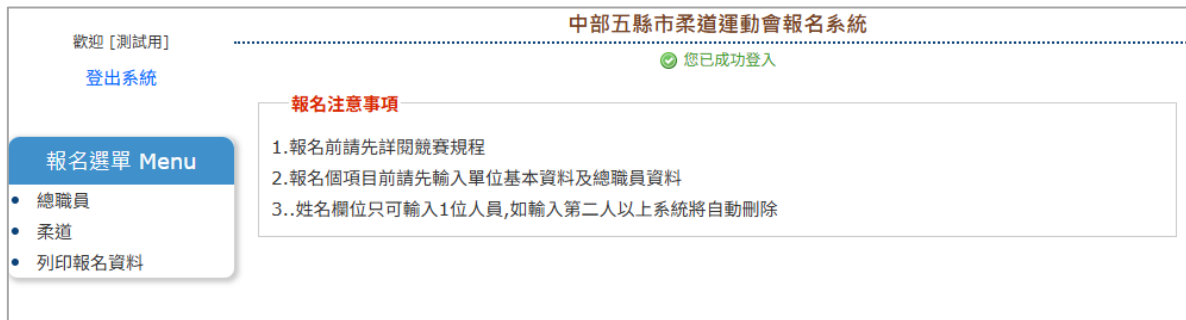 歡迎 [測試用]
登出系統
報名選單 Menu
總職員
柔道
列印報名資料
中部五縣市柔道運動會報名系統
您已成功登入
報名注意事項
1.報名前請先詳閱競賽規程
2.報名個項目前請先輸入單位基本資料及總職員資料
3..姓名欄位只可輸入1位人員,如輸入第二人以上系統將自動刪除